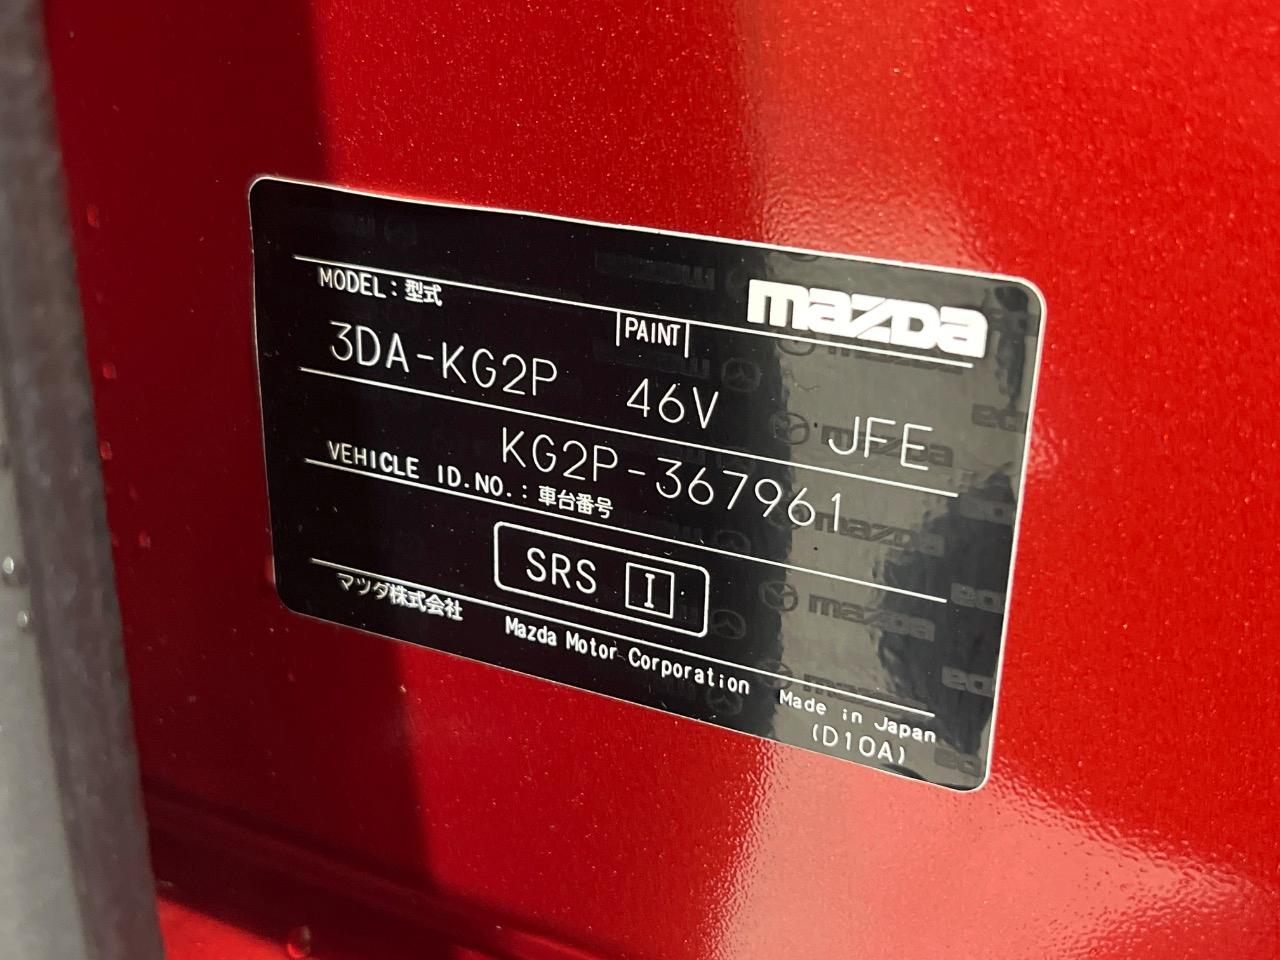 mazda
MODEL: 型式
PAINT
3DA-KG2P 46V JFE
KG2P-367961
VEHICLE ID.NO.: 車台番号
SRS I
マツダ株式会社 Mazda Motor Corporation Made in Japan
(D10A)